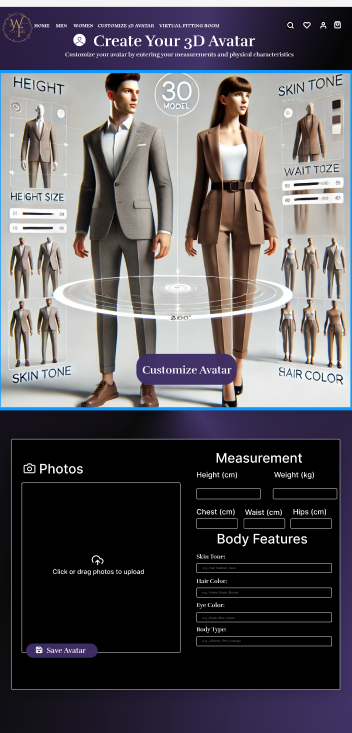 HOME MEN WOMEN CUSTOMIZE 3D AVATAR VIRTUAL FITTING ROOM
Create Your 3D Avatar
Customize your avatar by entering your measurements and physical characteristics
HEIGHT
30
MODEL
SKIN TONE
WAIT TOZE
HEIGHT SIZE
SKIN TONE
HAIR COLOR
Customize Avatar
Photos
Click or drag photos to upload
Save Avatar
Measurement
Height (cm) Weight (kg)
Chest (cm) Waist (cm) Hips (cm)
Body Features
Skin Tone:
Hair Color:
Eye Color:
Body Type: